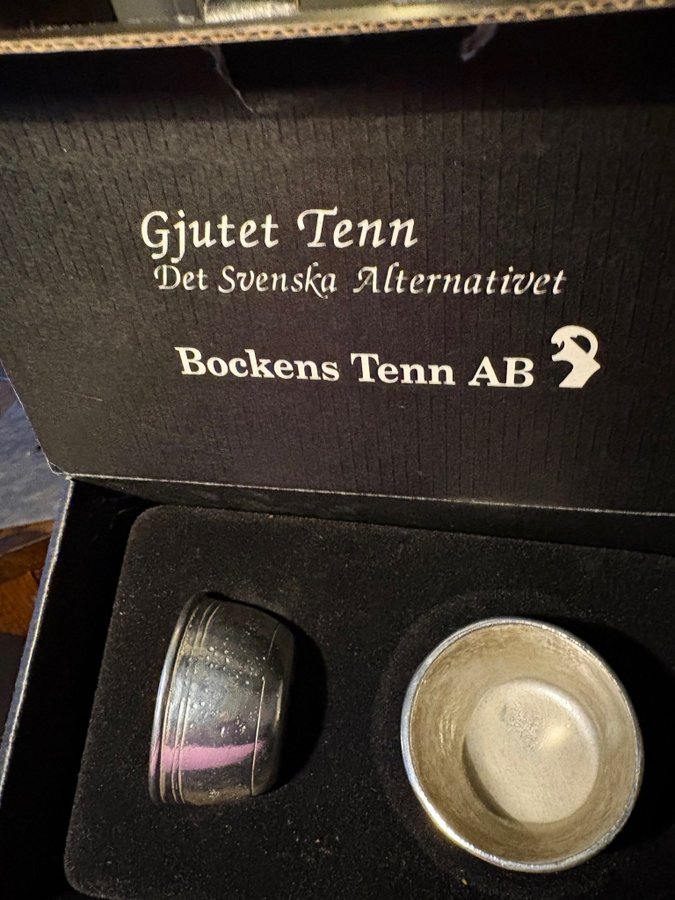 Gjutet Tenn
Det Svenska Alternativet
Bockens Tenn AB